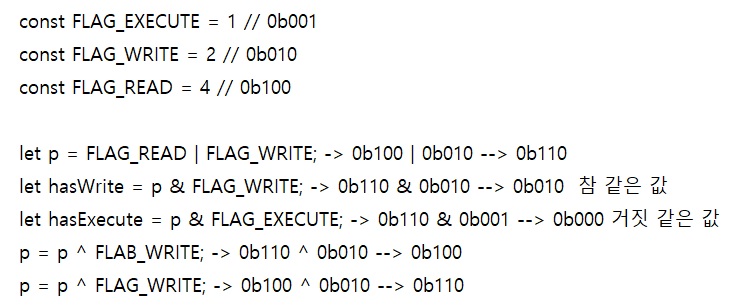 const FLAG_EXECUTE = 1 // 0b001
const FLAG_WRITE = 2 // 0b010
const FLAG_READ = 4 // 0b100
let p = FLAG_READ | FLAG_WRITE; -> 0b100 | 0b010 --> 0b110
let hasWrite = p & FLAG_WRITE; -> 0b110 & 0b010 --> 0b010 참 같은 값
let hasExecute = p & FLAG_EXECUTE; -> 0b110 & 0b001 --> 0b000 거짓 같은 값
p = p ^ FLAB_WRITE; -> 0b110 ^ 0b010 --> 0b100
p = p ^ FLAG_WRITE; -> 0b100 ^ 0b010 --> 0b110